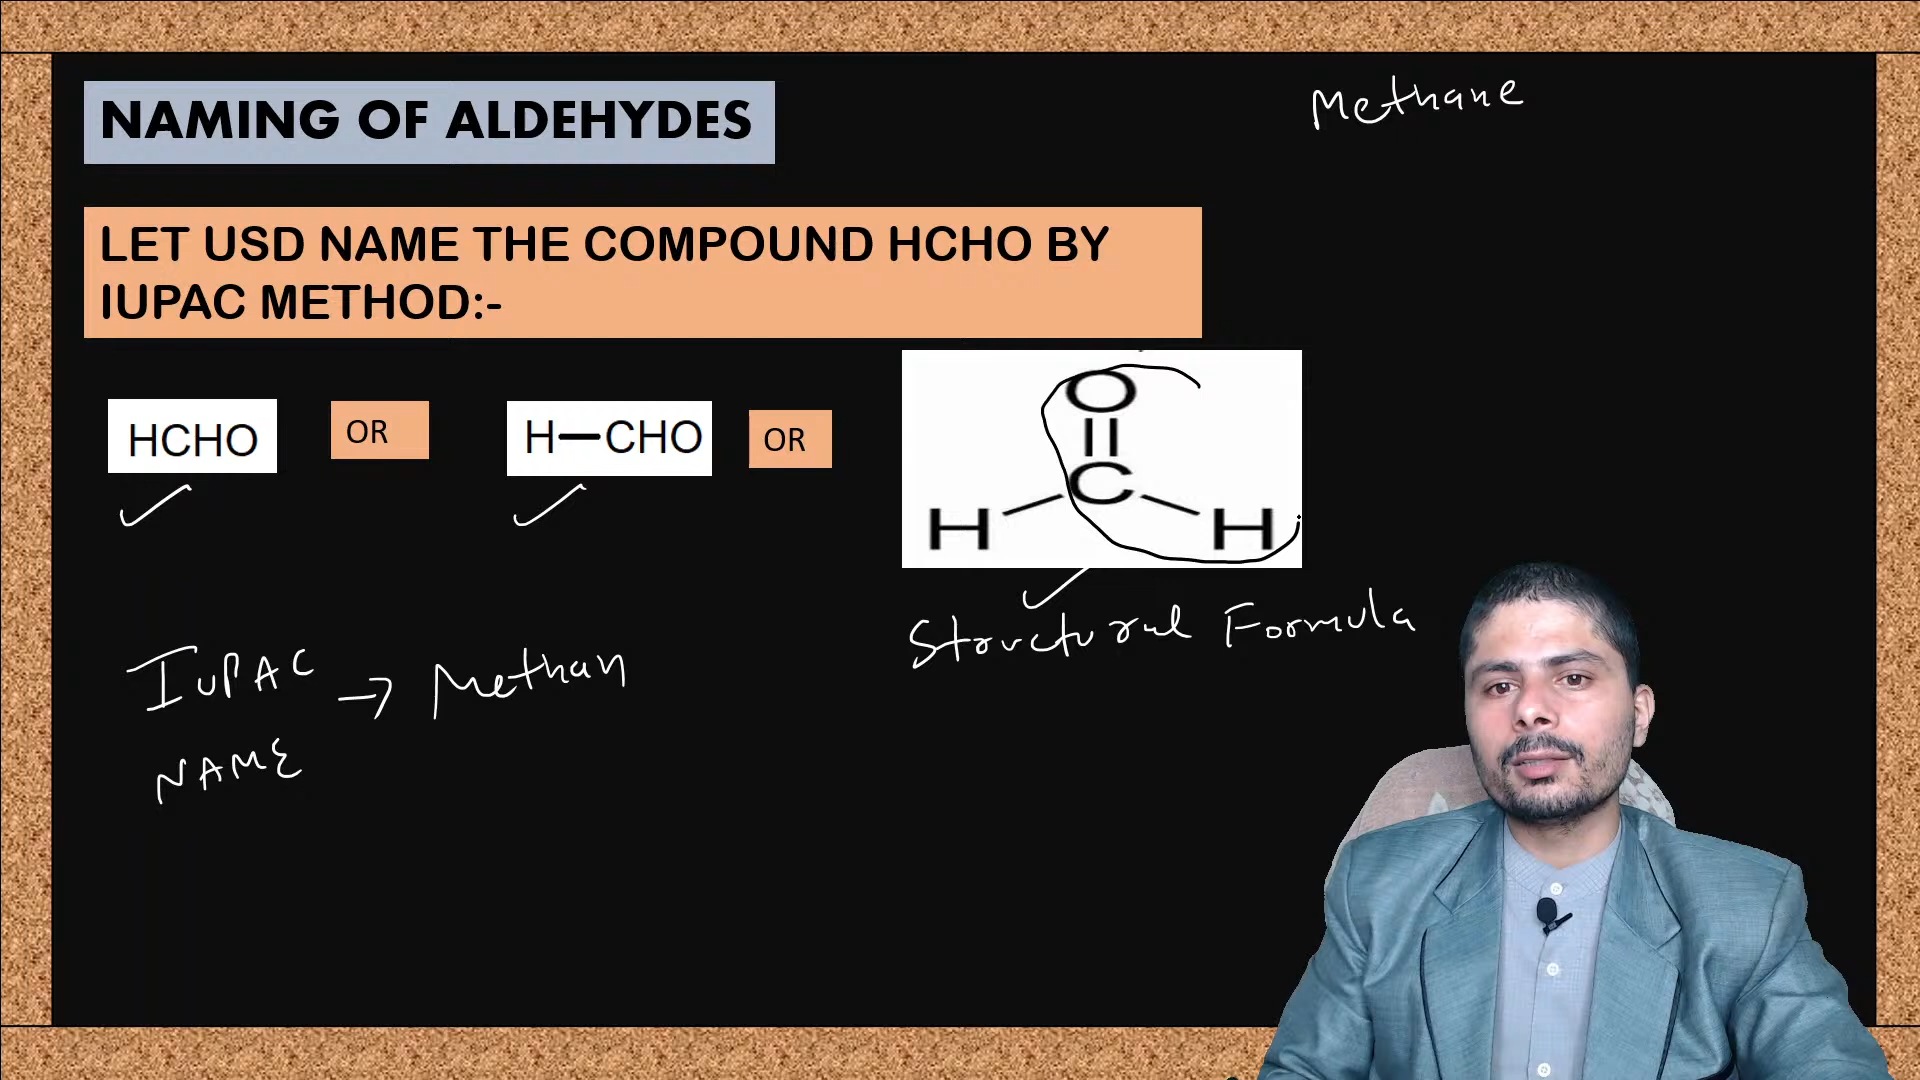 NAMING OF ALDEHYDES
Methane
LET USD NAME THE COMPOUND HCHO BY
IUPAC METHOD:-
HCHO
OR
H—CHO
OR
O
C
H H
Structural Formula
IUPAC → Methan
NAME